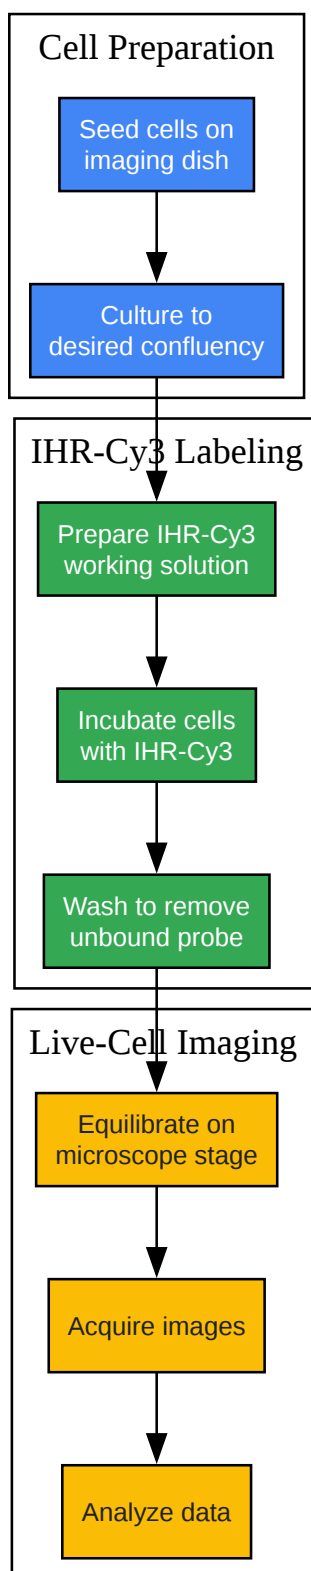 Cell Preparation
Seed cells on
imaging dish
Culture to
desired confluency
IHR-Cy3 Labeling
Prepare IHR-Cy3
working solution
Incubate cells
with IHR-Cy3
Wash to remove
unbound probe
Live-Cell Imaging
Equilibrate on
microscope stage
Acquire images
Analyze data